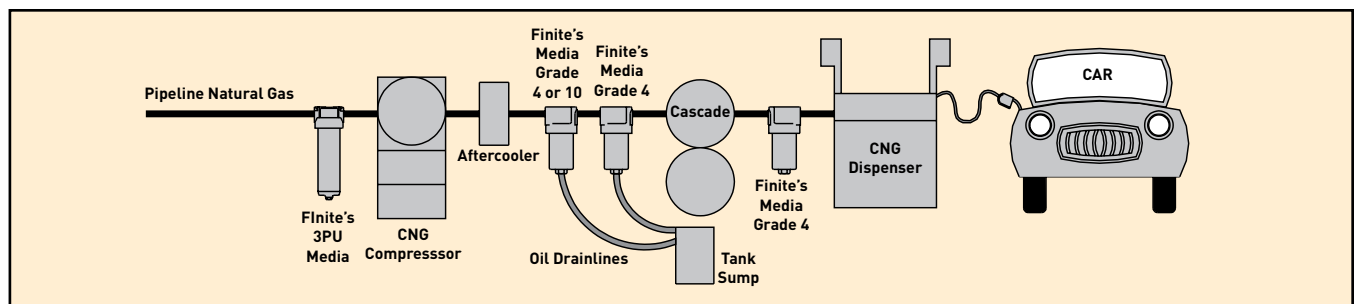 Pipeline Natural Gas
FInite's
3PU
Media
CNG
Compresssor
Aftercooler
Finite's
Media
Grade
4 or 10
Finite's
Media
Grade 4
Oil Drainlines
Tank
Sump
Cascade
Finite's
Media
Grade 4
CNG
Dispenser
CAR